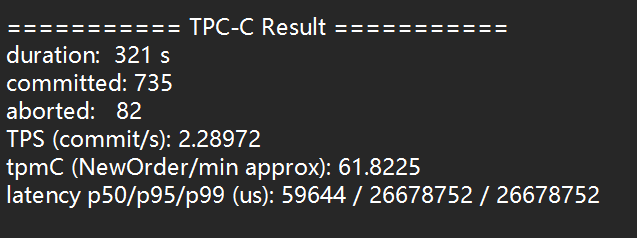 =========== TPC-C Result ===========
duration:  321 s
committed: 735
aborted:   82
TPS (commit/s): 2.28972
tpmC (NewOrder/min approx): 61.8225
latency p50/p95/p99 (us): 59644 / 26678752 / 26678752